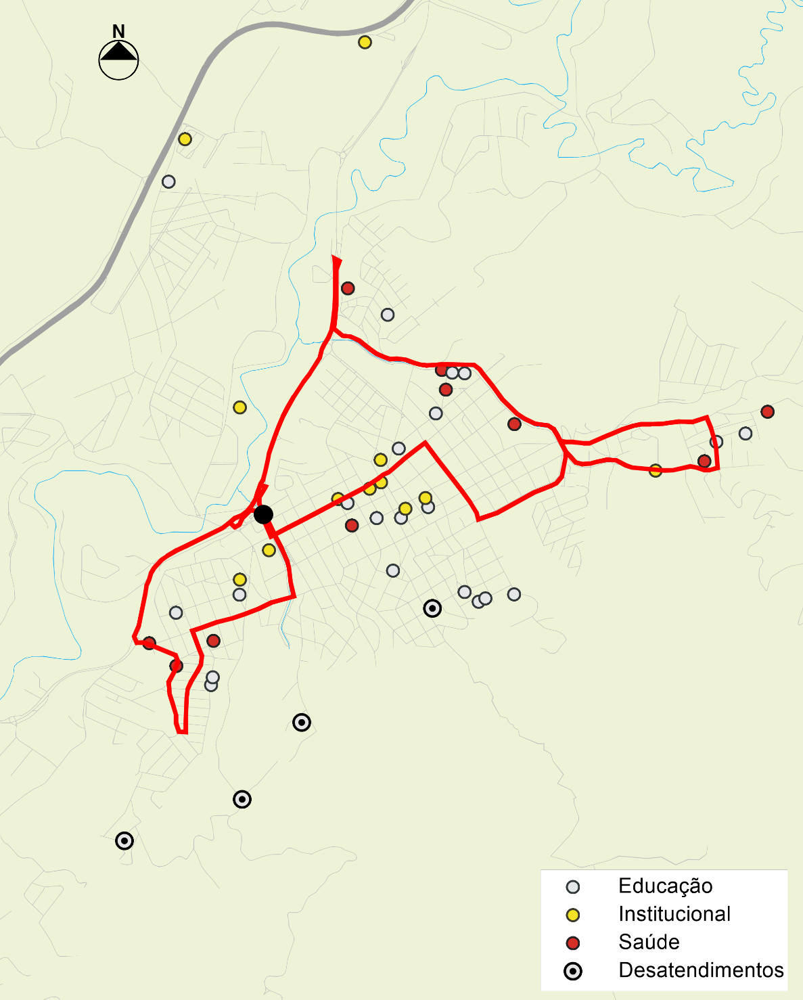 N
Educação
Institucional
Saúde
Desatendimentos